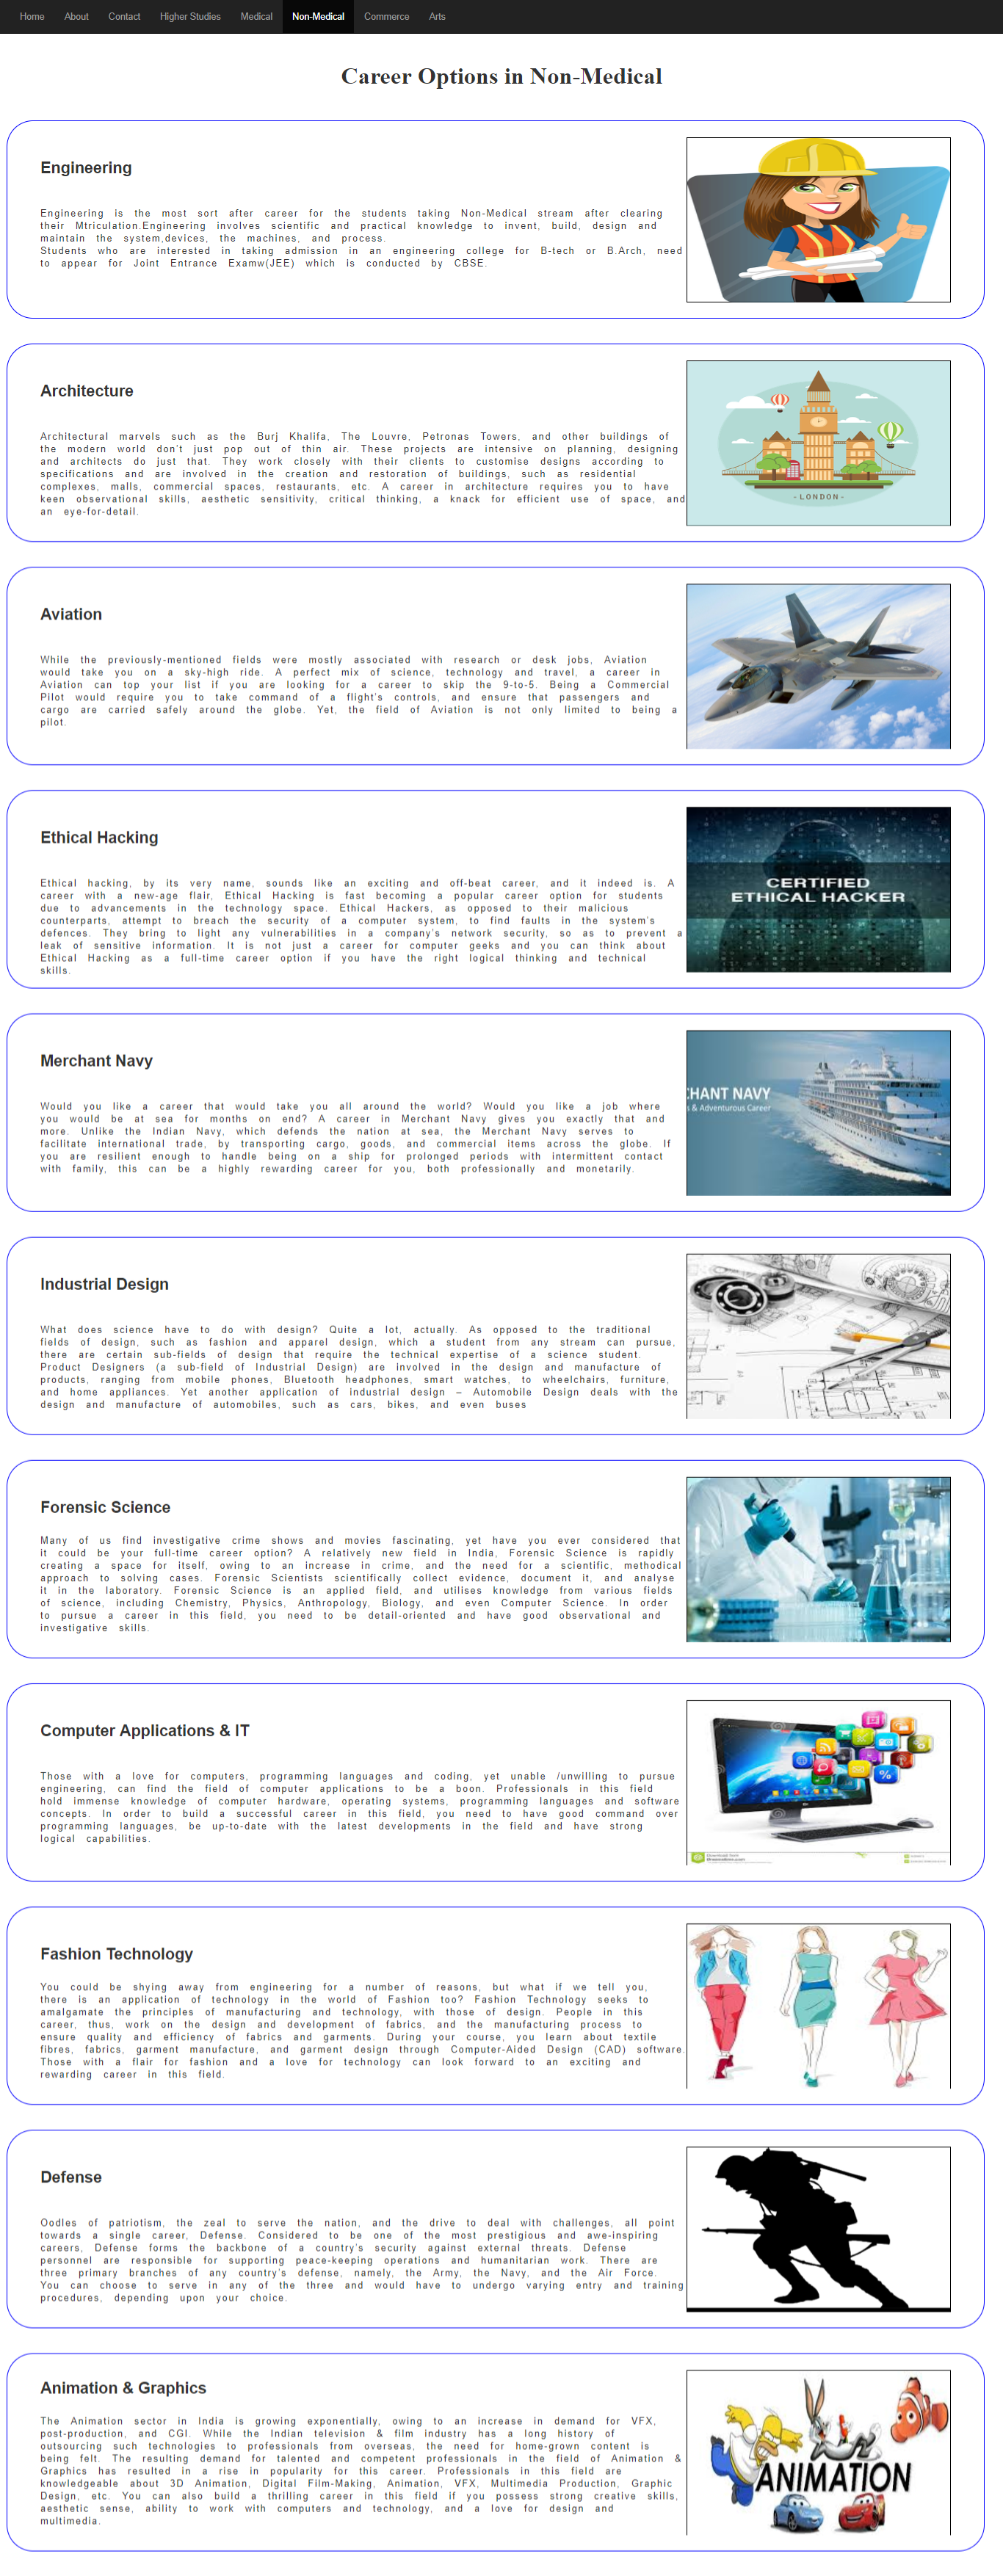 Home About Contact Higher Studies Medical Non-Medical Commerce Arts
Career Options in Non-Medical
Engineering
Engineering is the most sort after career for the students taking Non-Medical stream after clearing
their Mtriculation.Engineering involves scientific and practical knowledge to invent, build, design and
maintain the system,devices, the machines, and process.
Students who are interested in taking admission in an engineering college for B-tech or B.Arch, need
to appear for Joint Entrance Examw(JEE) which is conducted by CBSE.
Architecture
Architectural marvels such as the Burj Khalifa, The Louvre, Petronas Towers, and other buildings of
the modern world don't just pop out of thin air. These projects are intensive on planning, designing
and architects do just that. They work closely with their clients to customise designs according to
specifications and are involved in the creation and restoration of buildings, such as residential
complexes, malls, commercial spaces, restaurants, etc. A career in architecture requires you to have
keen observational skills, aesthetic sensitivity, critical thinking, a knack for efficient use of space, and
an eye-for-detail.
- LONDON -
Aviation
While the previously-mentioned fields were mostly associated with research or desk jobs, Aviation
would take you on a sky-high ride. A perfect mix of science, technology and travel, a career in
Aviation can top your list if you are looking for a career to skip the 9-to-5. Being a Commercial
Pilot would require you to take command of a flight's controls, and ensure that passengers and
cargo are carried safely around the globe. Yet, the field of Aviation is not only limited to being a
pilot.
Ethical Hacking
Ethical hacking, by its very name, sounds like an exciting and off-beat career, and it indeed is. A
career with a new-age flair, Ethical Hacking is fast becoming a popular career option for students
due to advancements in the technology space. Ethical Hackers, as opposed to their malicious
counterparts, attempt to breach the security of a computer system, to find faults in the system's
defences. They bring to light any vulnerabilities in a company's network security, so as to prevent a
leak of sensitive information. It is not just a career for computer geeks and you can think about
Ethical Hacking as a full-time career option if you have the right logical thinking and technical
skills.
CERTIFIED
ETHICAL HACKER
Merchant Navy
Would you like a career that would take you all around the world? Would you like a job where
you would be at sea for months on end? A career in Merchant Navy gives you exactly that and
more. Unlike the Indian Navy, which defends the nation at sea, the Merchant Navy serves to
facilitate international trade, by transporting cargo, goods, and commercial items across the globe. If
you are resilient enough to handle being on a ship for prolonged periods with intermittent contact
with family, this can be a highly rewarding career for you, both professionally and monetarily.
CHANT NAVY
s & Adventurous Career
Industrial Design
What does science have to do with design? Quite a lot, actually. As opposed to the traditional
fields of design, such as fashion and apparel design, which a student from any stream can pursue,
there are certain sub-fields of design that require the technical expertise of a science student.
Product Designers (a sub-field of Industrial Design) are involved in the design and manufacture of
products, ranging from mobile phones, Bluetooth headphones, smart watches, to wheelchairs, furniture,
and home appliances. Yet another application of industrial design – Automobile Design deals with the
design and manufacture of automobiles, such as cars, bikes, and even buses
Forensic Science
Many of us find investigative crime shows and movies fascinating, yet have you ever considered that
it could be your full-time career option? A relatively new field in India, Forensic Science is rapidly
creating a space for itself, owing to an increase in crime, and the need for a scientific, methodical
approach to solving cases. Forensic Scientists scientifically collect evidence, document it, and analyse
it in the laboratory. Forensic Science is an applied field, and utilises knowledge from various fields
of science, including Chemistry, Physics, Anthropology, Biology, and even Computer Science. In order
to pursue a career in this field, you need to be detail-oriented and have good observational and
investigative skills.
Computer Applications & IT
Those with a love for computers, programming languages and coding, yet unable /unwilling to pursue
engineering, can find the field of computer applications to be a boon. Professionals in this field
hold immense knowledge of computer hardware, operating systems, programming languages and software
concepts. In order to build a successful career in this field, you need to have good command over
programming languages, be up-to-date with the latest developments in the field and have strong
logical capabilities.
Fashion Technology
You could be shying away from engineering for a number of reasons, but what if we tell you,
there is an application of technology in the world of Fashion too? Fashion Technology seeks to
amalgamate the principles of manufacturing and technology, with those of design. People in this
career, thus, work on the design and development of fabrics, and the manufacturing process to
ensure quality and efficiency of fabrics and garments. During your course, you learn about textile
fibres, fabrics, garment manufacture, and garment design through Computer-Aided Design (CAD) software.
Those with a flair for fashion and a love for technology can look forward to an exciting and
rewarding career in this field.
Defense
Oodles of patriotism, the zeal to serve the nation, and the drive to deal with challenges, all point
towards a single career, Defense. Considered to be one of the most prestigious and awe-inspiring
careers, Defense forms the backbone of a country's security against external threats. Defense
personnel are responsible for supporting peace-keeping operations and humanitarian work. There are
three primary branches of any country's defense, namely, the Army, the Navy, and the Air Force.
You can choose to serve in any of the three and would have to undergo varying entry and training
procedures, depending upon your choice.
Animation & Graphics
The Animation sector in India is growing exponentially, owing to an increase in demand for VFX,
post-production, and CGI. While the Indian television & film industry has a long history of
outsourcing such technologies to professionals from overseas, the need for home-grown content is
being felt. The resulting demand for talented and competent professionals in the field of Animation &
Graphics has resulted in a rise in popularity for this career. Professionals in this field are
knowledgeable about 3D Animation, Digital Film-Making, Animation, VFX, Multimedia Production, Graphic
Design, etc. You can also build a thrilling career in this field if you possess strong creative skills,
aesthetic sense, ability to work with computers and technology, and a love for design and
multimedia.
ANIMATION